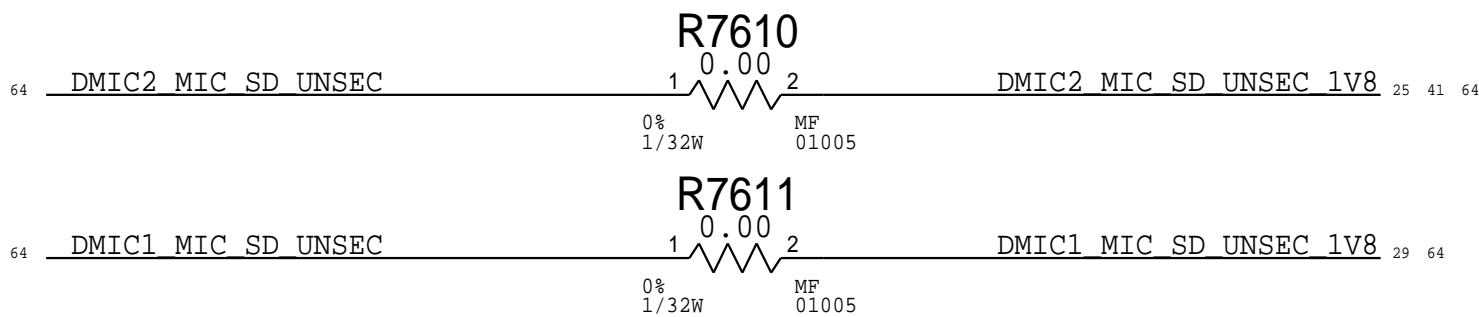 R7610
0.00
64 DMIC2_MIC_SD_UNSEC 1 2 DMIC2_MIC_SD_UNSEC_1V8 25 41 64
0% MF
1/32W 01005
R7611
0.00
64 DMIC1_MIC_SD_UNSEC 1 2 DMIC1_MIC_SD_UNSEC_1V8 29 64
0% MF
1/32W 01005